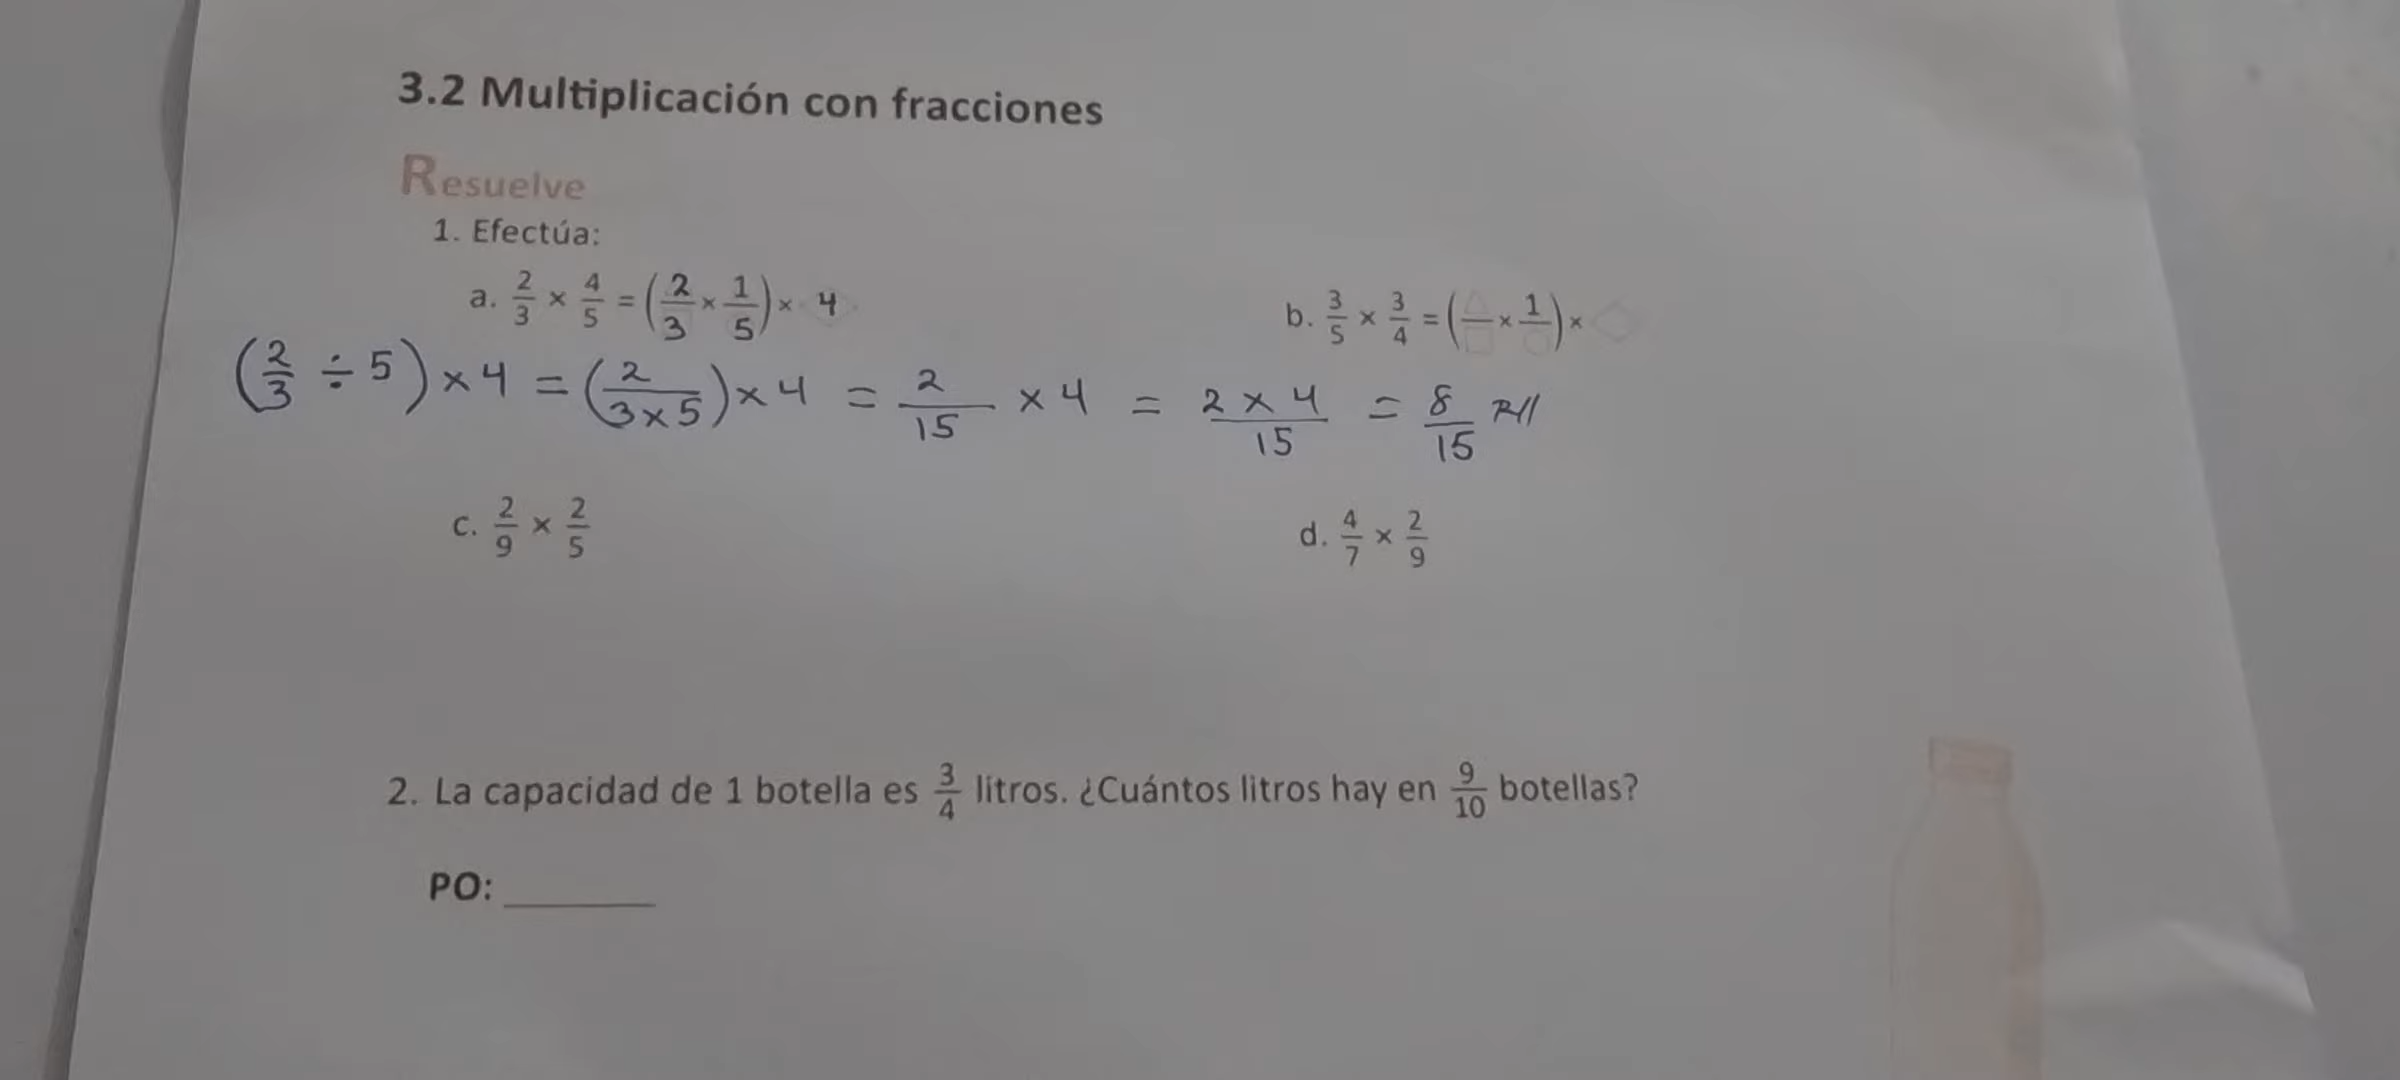 3.2 Multiplicación con fracciones
Resuelve
1. Efectúa:
a. 2/3 × 4/5 = (2/3 × 1/5) × 4
b. 3/5 × 3/4 = (△/□ × 1/○) × ◇
(2/3 ÷ 5) × 4 = (2/(3×5)) × 4 = 2/15 × 4 = (2 × 4)/15 = 8/15 R//
c. 2/9 × 2/5
d. 4/7 × 2/9
2. La capacidad de 1 botella es 3/4 litros. ¿Cuántos litros hay en 9/10 botellas?
PO: ________